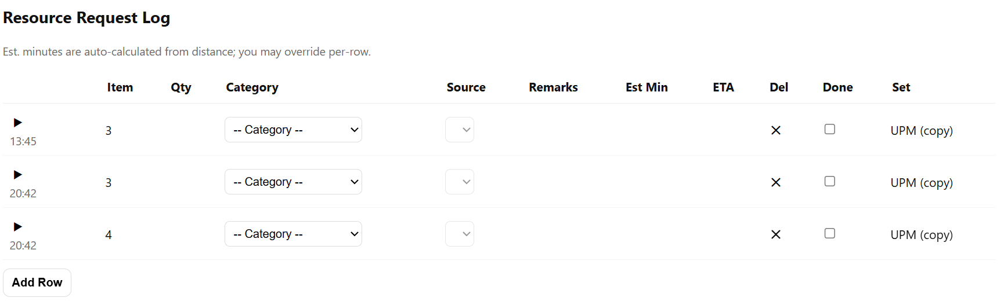 Resource Request Log
Est. minutes are auto-calculated from distance; you may override per-row.
Item Qty Category Source Remarks Est Min ETA Del Done Set
13:45 3 -- Category -- UPM (copy)
20:42 3 -- Category -- UPM (copy)
20:42 4 -- Category -- UPM (copy)
Add Row